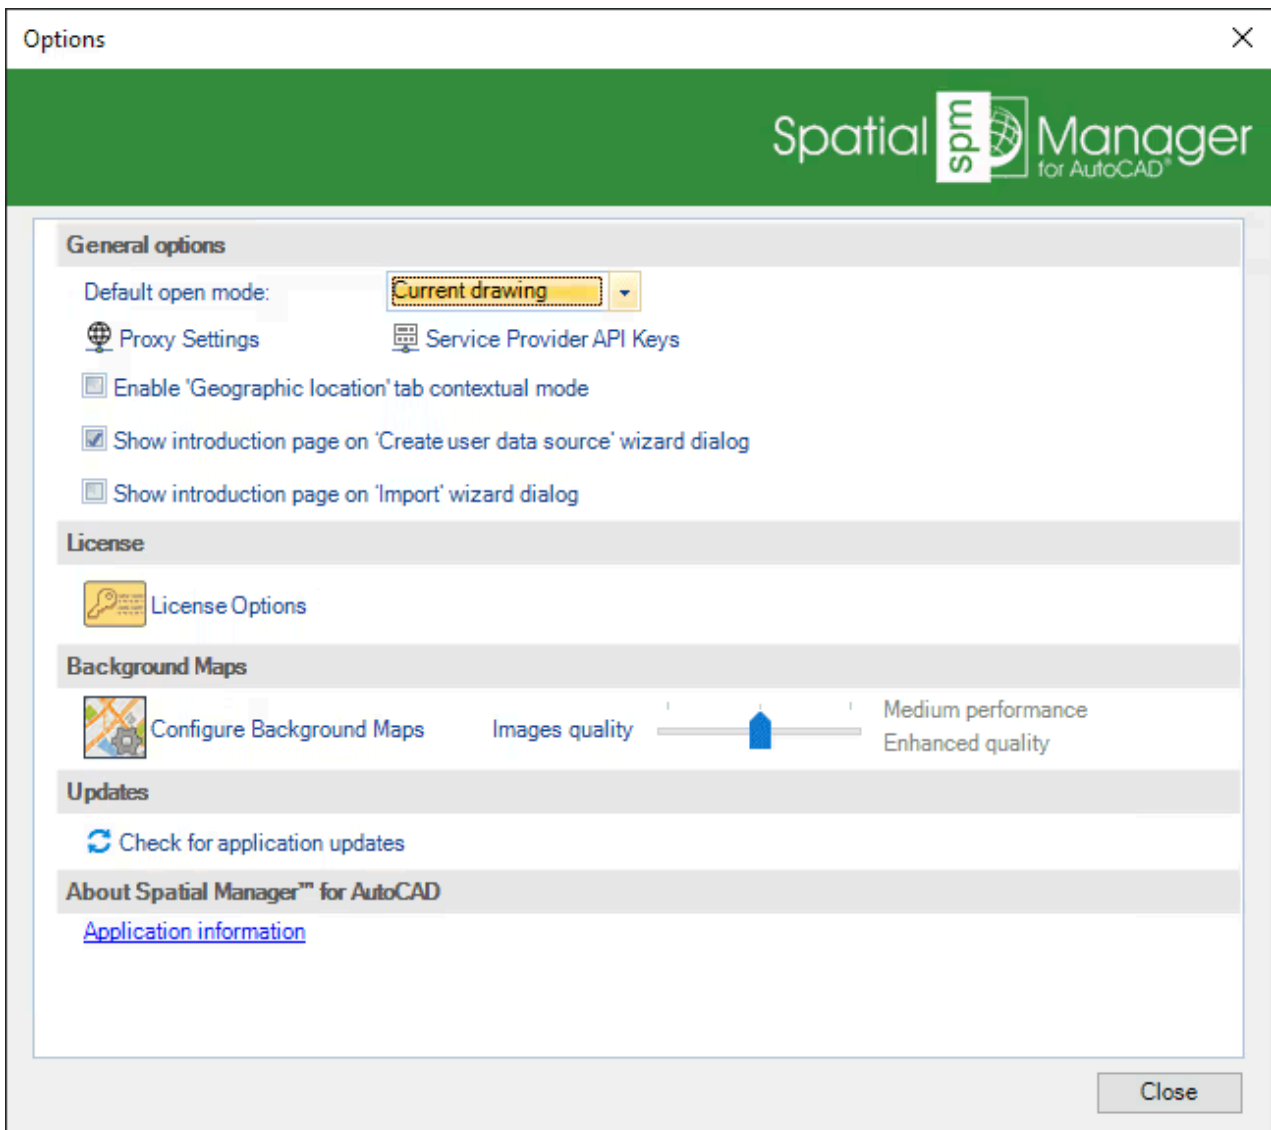 Options
Spatial spm Manager
for AutoCAD®
General options
Default open mode: Current drawing
Proxy Settings Service Provider API Keys
Enable 'Geographic location' tab contextual mode
Show introduction page on 'Create user data source' wizard dialog
Show introduction page on 'Import' wizard dialog
License
License Options
Background Maps
Configure Background Maps Images quality Medium performance
Enhanced quality
Updates
Check for application updates
About Spatial Manager™ for AutoCAD
Application information
Close